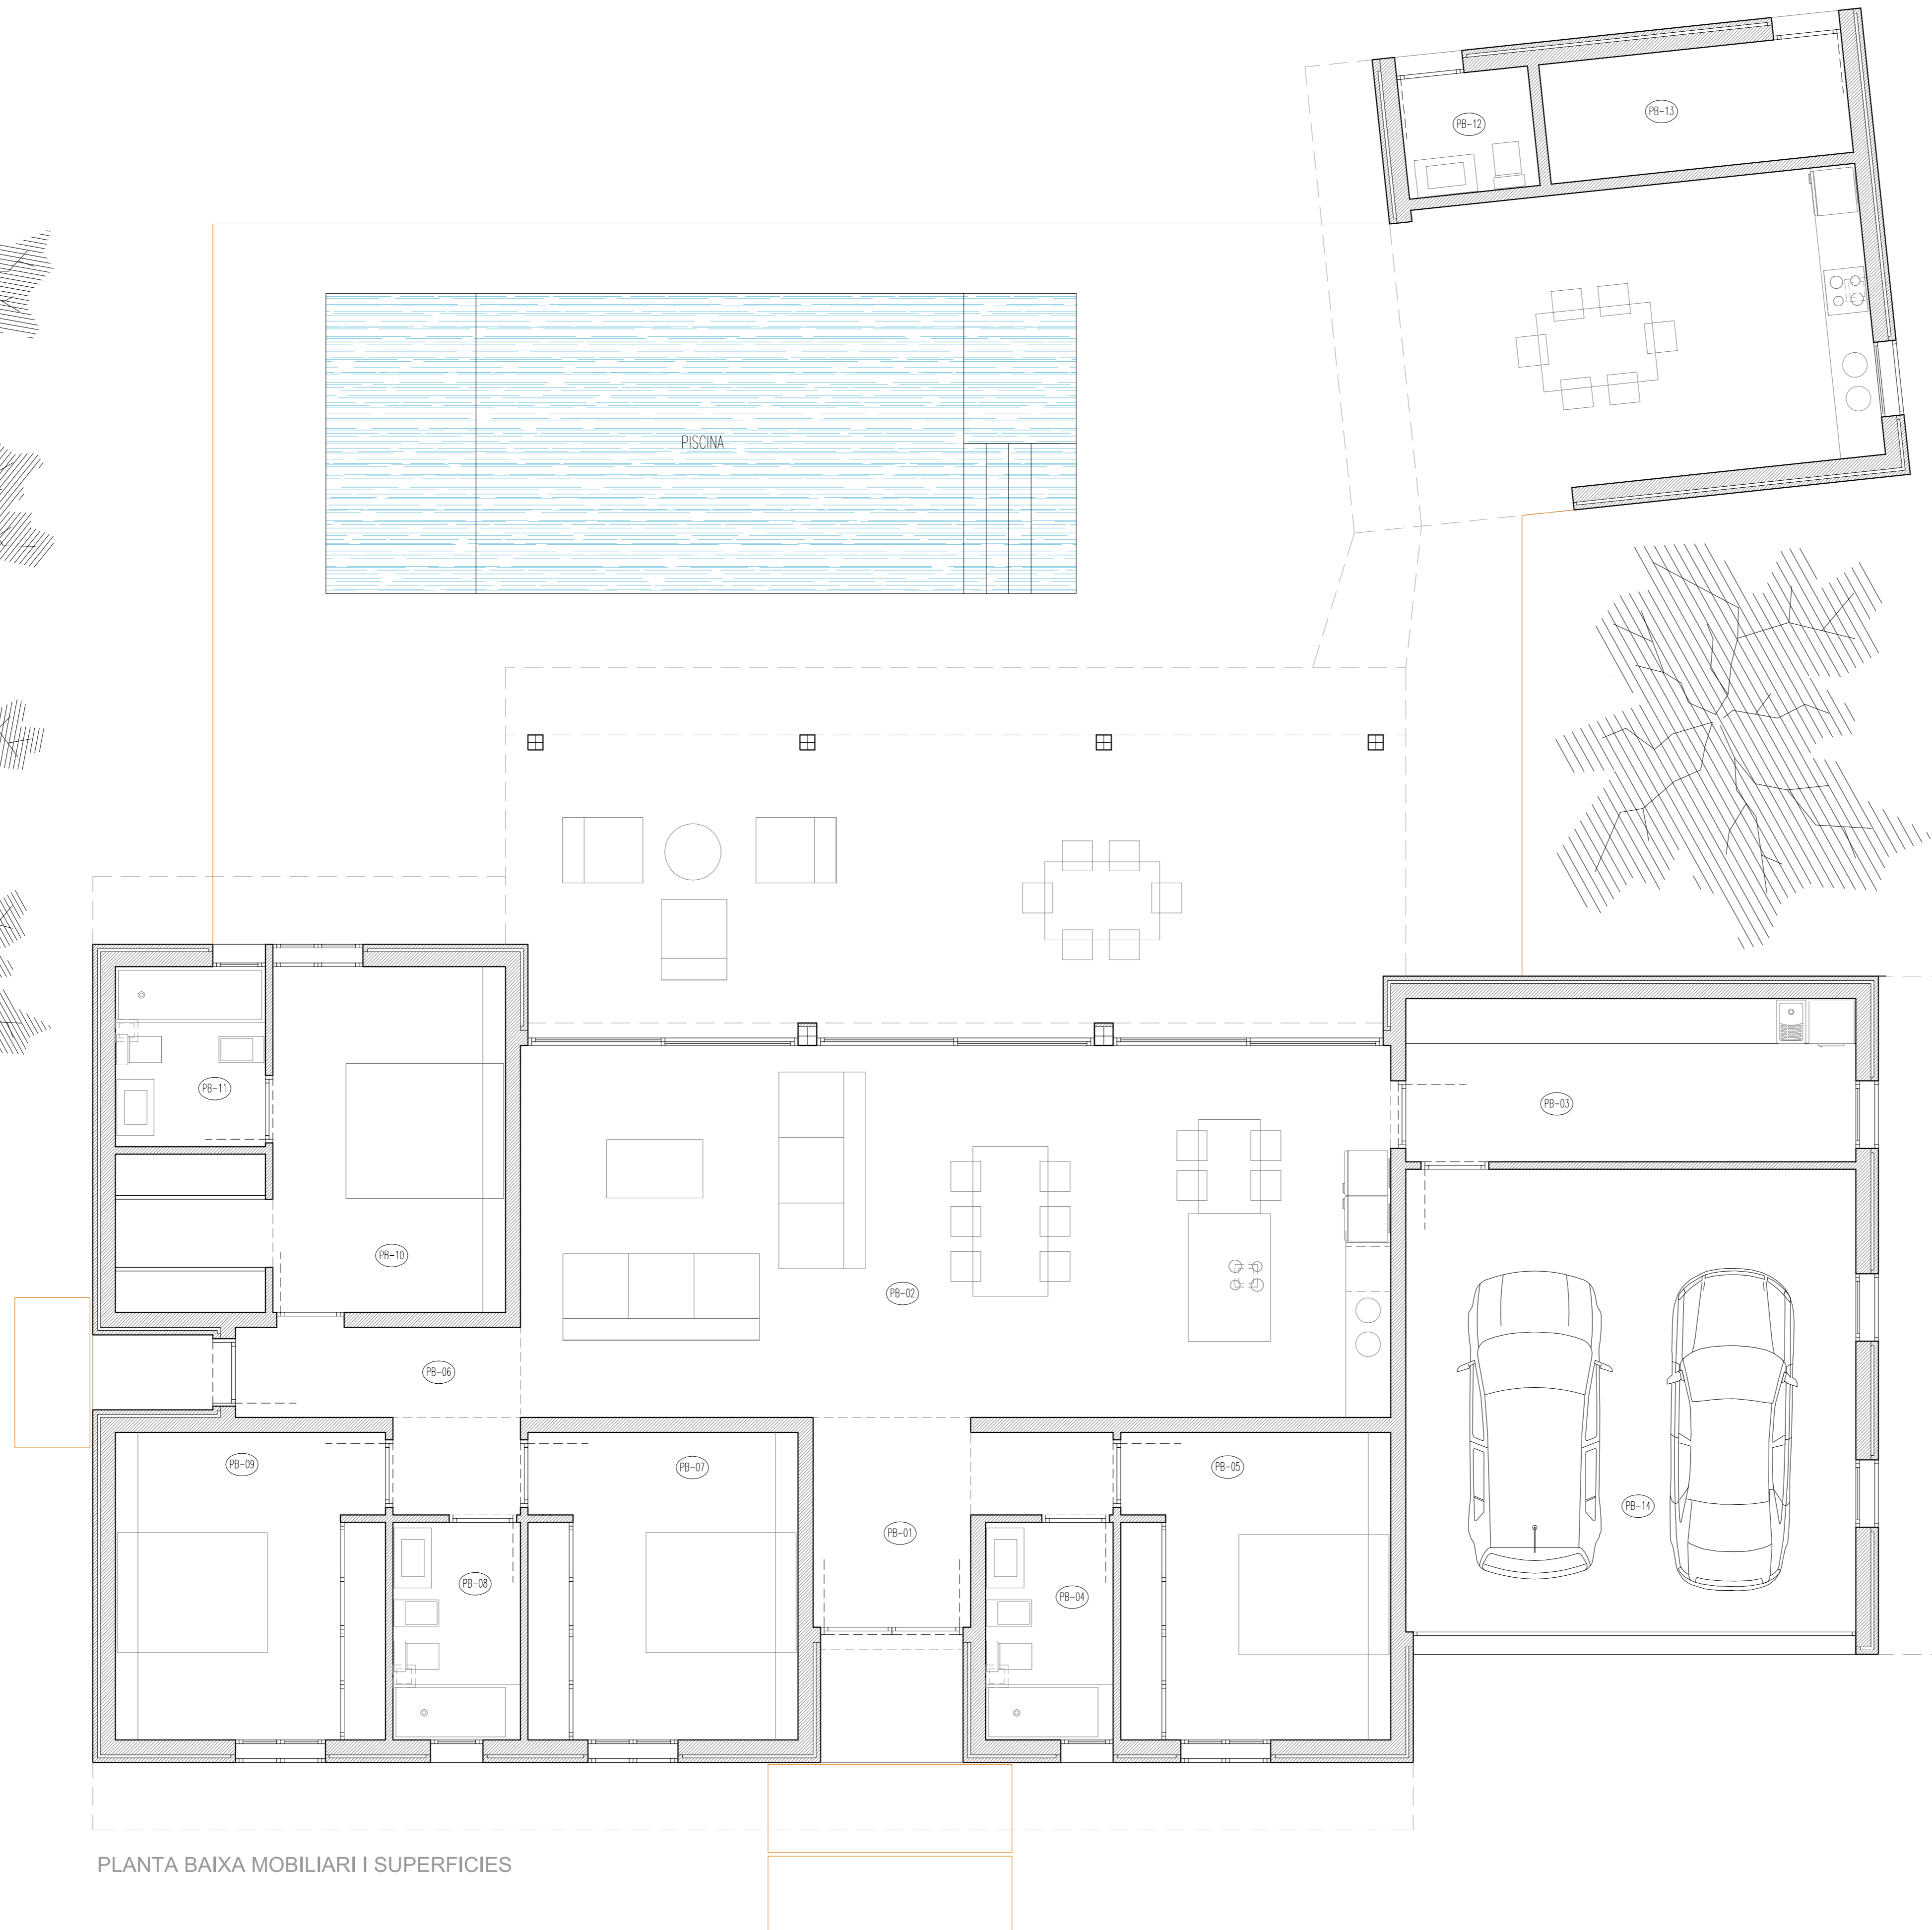 PB-12
PB-13
PISCINA
PB-11
PB-03
PB-10
PB-02
PB-06
PB-09
PB-07
PB-05
PB-14
PB-01
PB-08
PB-04
PLANTA BAIXA MOBILIARI I SUPERFICIES